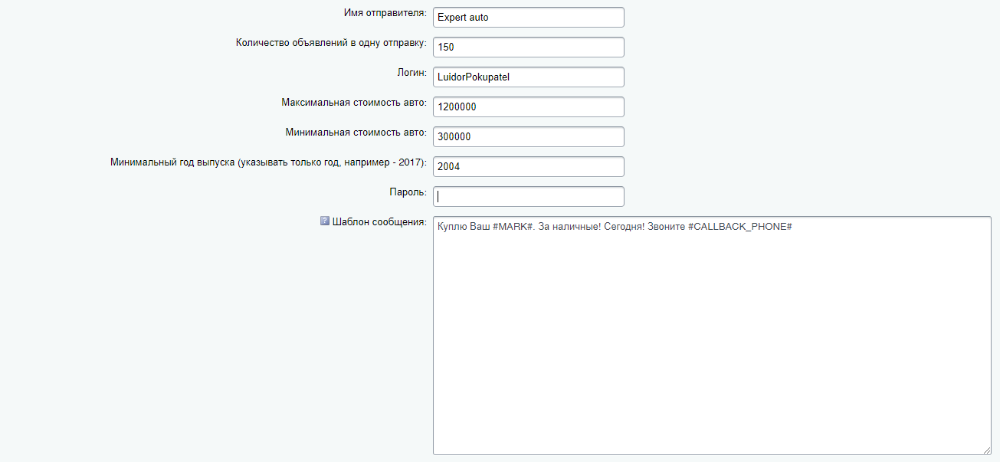 Имя отправителя: Expert auto
Количество объявлений в одну отправку: 150
Логин: LuidorPokupatel
Максимальная стоимость авто: 1200000
Минимальная стоимость авто: 300000
Минимальный год выпуска (указывать только год, например - 2017): 2004
Пароль:
? Шаблон сообщения: Куплю Ваш #MARK#. За наличные! Сегодня! Звоните #CALLBACK_PHONE#